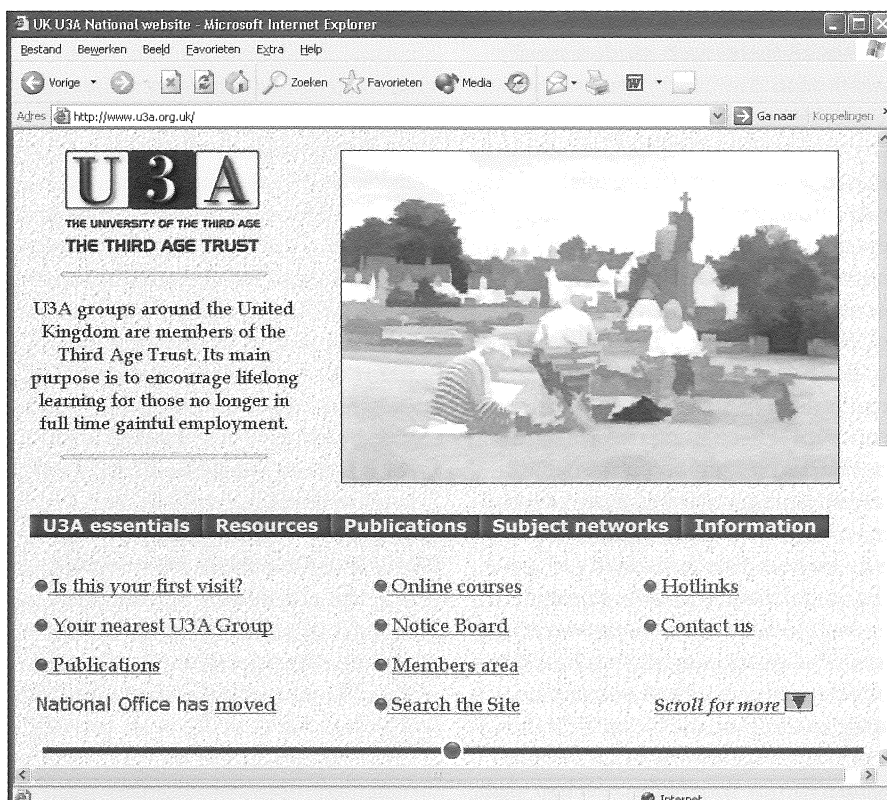 UK U3A National website - Microsoft Internet Explorer
Bestand Bewerken Beeld Favorieten Extra Help
Vorige Zoeken Favorieten Media
Adres http://www.u3a.org.uk/ Ga naar Koppelingen
U3A
THE UNIVERSITY OF THE THIRD AGE
THE THIRD AGE TRUST
U3A groups around the United
Kingdom are members of the
Third Age Trust. Its main
purpose is to encourage lifelong
learning for those no longer in
full time gainful employment.
U3A essentials Resources Publications Subject networks Information
Is this your first visit?
Your nearest U3A Group
Publications
National Office has moved
Online courses
Notice Board
Members area
Search the Site
Hotlinks
Contact us
Scroll for more
Internet